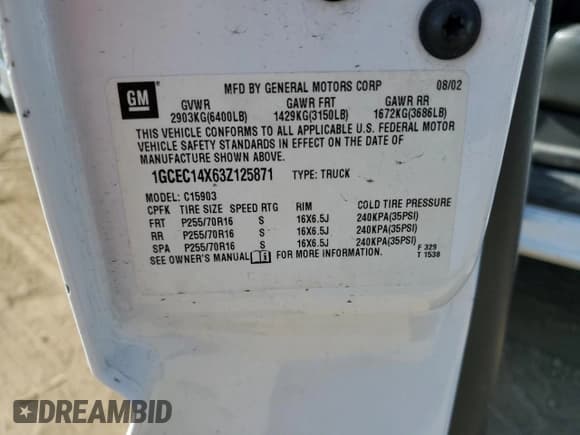 GM
MFD BY GENERAL MOTORS CORP 08/02
GVWR GAWR FRT GAWR RR
2903KG(6400LB) 1429KG(3150LB) 1672KG(3686LB)
THIS VEHICLE CONFORMS TO ALL APPLICABLE U.S. FEDERAL MOTOR
VEHICLE SAFETY STANDARDS IN EFFECT ON THE DATE OF
MANUFACTURE SHOWN ABOVE.
1GCEC14X63Z125871 TYPE: TRUCK
MODEL: C15903
CPFK TIRE SIZE SPEED RTG RIM COLD TIRE PRESSURE
FRT P255/70R16 S 16X6.5J 240KPA(35PSI)
RR P255/70R16 S 16X6.5J 240KPA(35PSI)
SPA P255/70R16 S 16X6.5J 240KPA(35PSI)
SEE OWNER'S MANUAL FOR MORE INFORMATION.
F 329
T 1538
DREAMBID